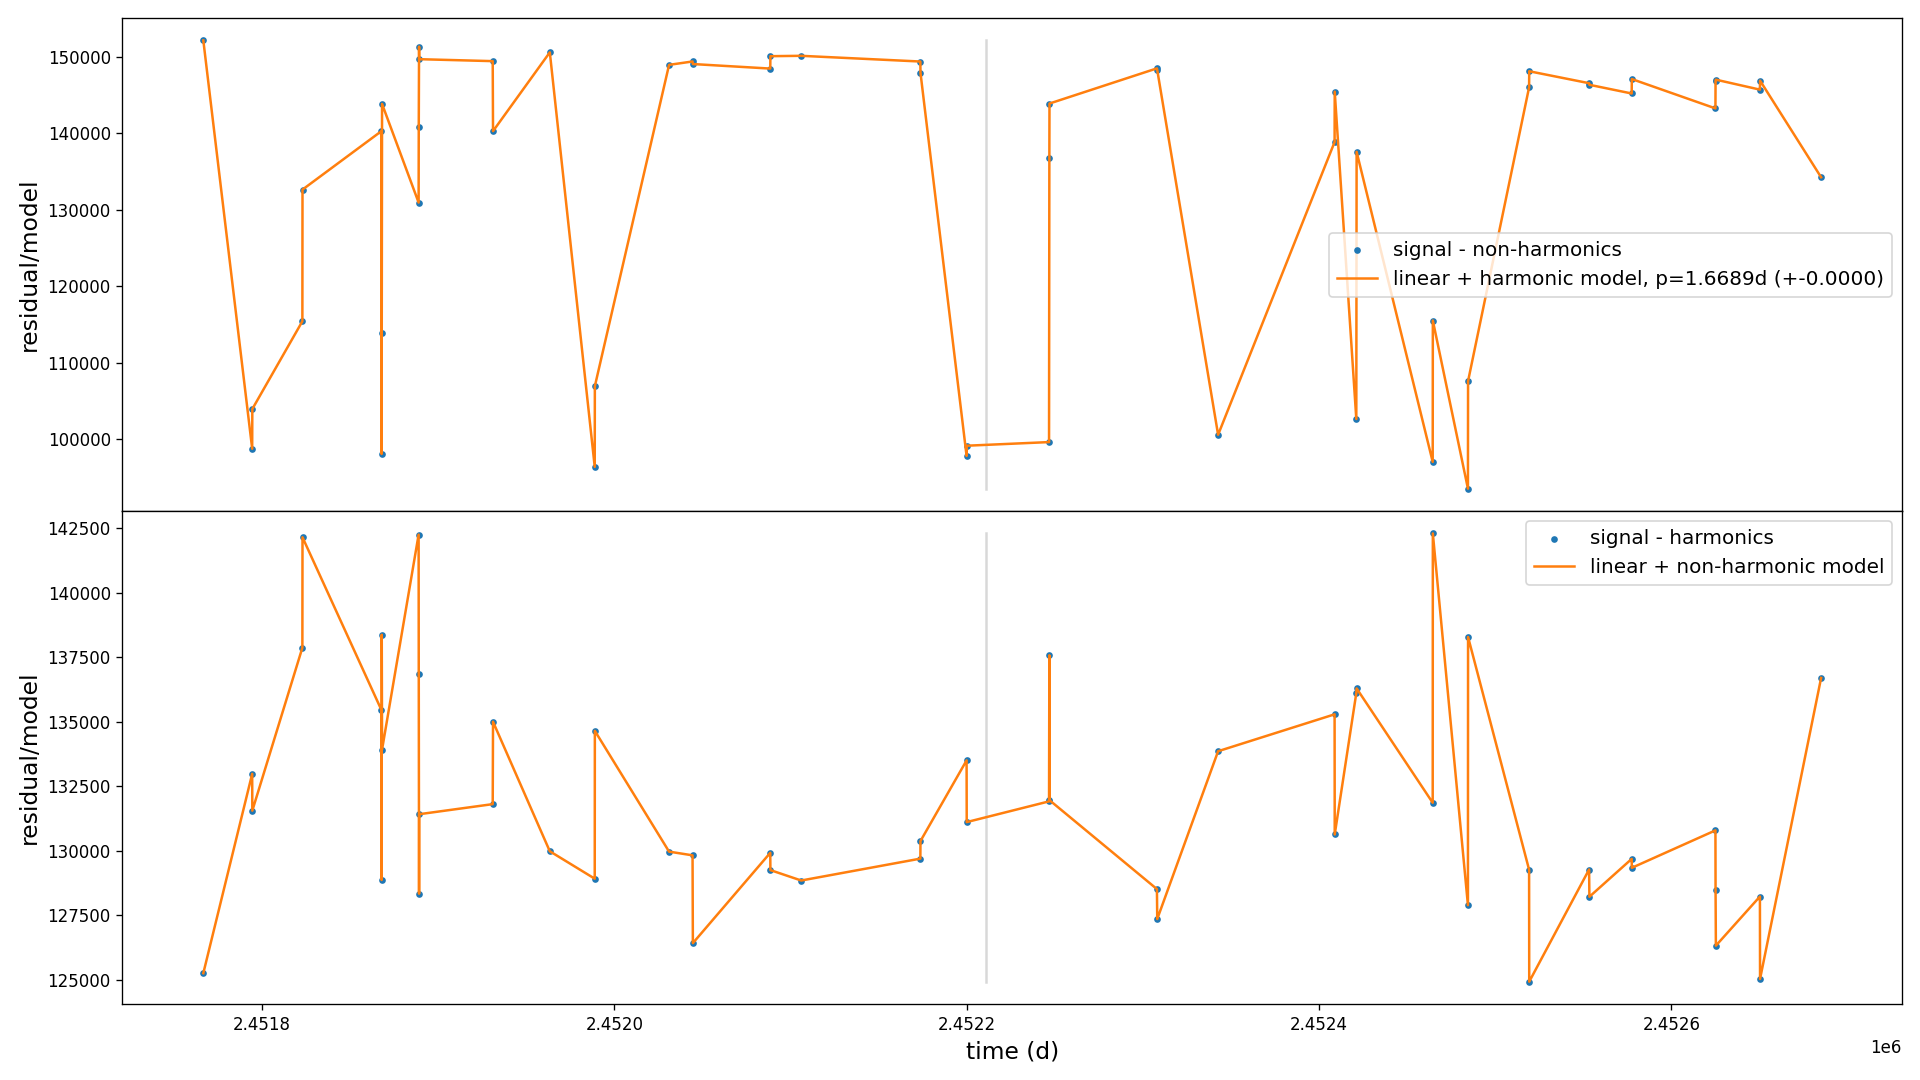 150000
140000
130000
120000
110000
100000
residual/model
signal - non-harmonics
linear + harmonic model, p=1.6689d (+-0.0000)
142500
140000
137500
135000
132500
130000
127500
125000
residual/model
signal - harmonics
linear + non-harmonic model
2.4518 2.4520 2.4522 2.4524 2.4526
time (d)
1e6